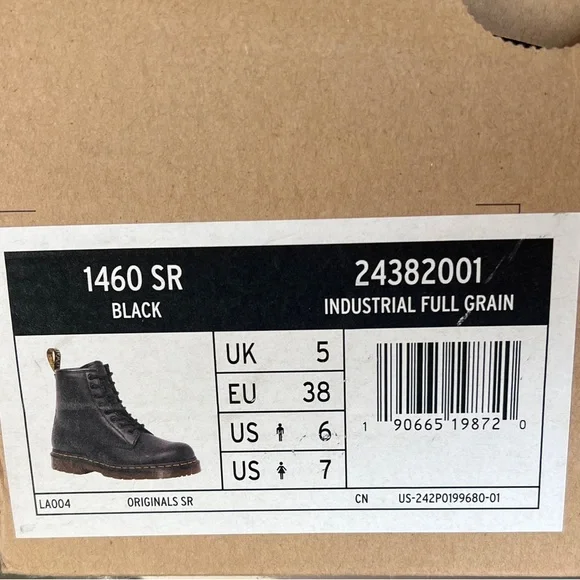 1460 SR
BLACK
24382001
INDUSTRIAL FULL GRAIN
UK 5
EU 38
US 6
US 7
1 90665 19872 0
LA004 ORIGINALS SR CN US-242P0199680-01